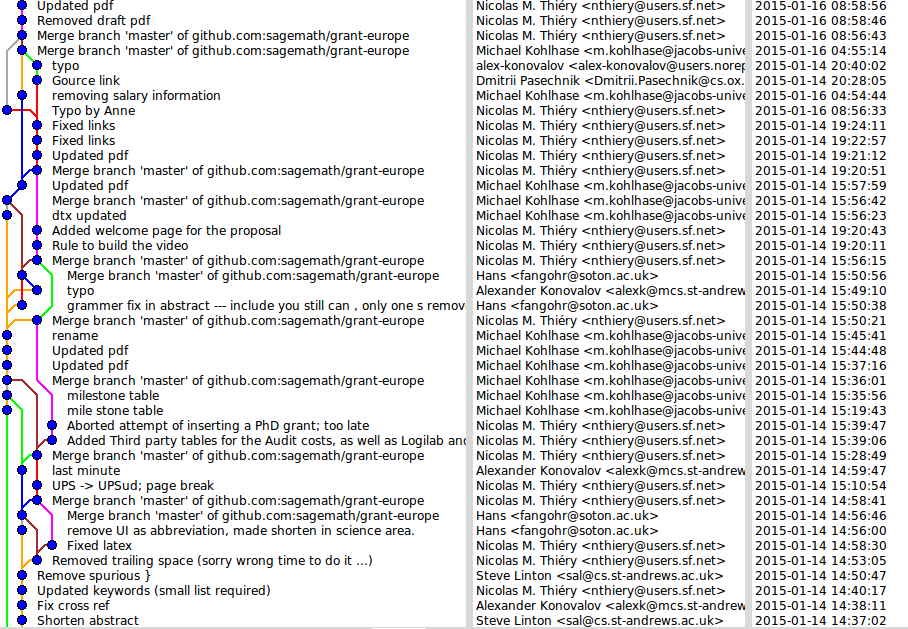 Updated pdf Nicolas M. Thiéry <nthiery@users.sf.net> 2015-01-16 08:58:56
Removed draft pdf Nicolas M. Thiéry <nthiery@users.sf.net> 2015-01-16 08:58:46
Merge branch 'master' of github.com:sagemath/grant-europe Nicolas M. Thiéry <nthiery@users.sf.net> 2015-01-16 08:56:43
Merge branch 'master' of github.com:sagemath/grant-europe Michael Kohlhase <m.kohlhase@jacobs-unive 2015-01-16 04:55:14
typo alex-konovalov <alex-konovalov@users.norep 2015-01-14 20:40:02
Gource link Dmitrii Pasechnik <Dmitrii.Pasechnik@cs.ox. 2015-01-14 20:28:05
removing salary information Michael Kohlhase <m.kohlhase@jacobs-unive 2015-01-16 04:54:44
Typo by Anne Nicolas M. Thiéry <nthiery@users.sf.net> 2015-01-16 08:56:33
Fixed links Nicolas M. Thiéry <nthiery@users.sf.net> 2015-01-14 19:24:11
Fixed links Nicolas M. Thiéry <nthiery@users.sf.net> 2015-01-14 19:22:57
Updated pdf Nicolas M. Thiéry <nthiery@users.sf.net> 2015-01-14 19:21:12
Merge branch 'master' of github.com:sagemath/grant-europe Nicolas M. Thiéry <nthiery@users.sf.net> 2015-01-14 19:20:51
Updated pdf Michael Kohlhase <m.kohlhase@jacobs-unive 2015-01-14 15:57:59
Merge branch 'master' of github.com:sagemath/grant-europe Michael Kohlhase <m.kohlhase@jacobs-unive 2015-01-14 15:56:42
dtx updated Michael Kohlhase <m.kohlhase@jacobs-unive 2015-01-14 15:56:23
Added welcome page for the proposal Nicolas M. Thiéry <nthiery@users.sf.net> 2015-01-14 19:20:43
Rule to build the video Nicolas M. Thiéry <nthiery@users.sf.net> 2015-01-14 19:20:11
Merge branch 'master' of github.com:sagemath/grant-europe Nicolas M. Thiéry <nthiery@users.sf.net> 2015-01-14 15:56:15
Merge branch 'master' of github.com:sagemath/grant-europe Hans <fangohr@soton.ac.uk> 2015-01-14 15:50:56
typo Alexander Konovalov <alexk@mcs.st-andrew 2015-01-14 15:49:10
grammer fix in abstract --- include you still can , only one s remov Hans <fangohr@soton.ac.uk> 2015-01-14 15:50:38
Merge branch 'master' of github.com:sagemath/grant-europe Nicolas M. Thiéry <nthiery@users.sf.net> 2015-01-14 15:50:21
rename Michael Kohlhase <m.kohlhase@jacobs-unive 2015-01-14 15:45:41
Updated pdf Michael Kohlhase <m.kohlhase@jacobs-unive 2015-01-14 15:44:48
Updated pdf Michael Kohlhase <m.kohlhase@jacobs-unive 2015-01-14 15:37:16
Merge branch 'master' of github.com:sagemath/grant-europe Michael Kohlhase <m.kohlhase@jacobs-unive 2015-01-14 15:36:01
milestone table Michael Kohlhase <m.kohlhase@jacobs-unive 2015-01-14 15:35:56
mile stone table Michael Kohlhase <m.kohlhase@jacobs-unive 2015-01-14 15:19:43
Aborted attempt of inserting a PhD grant; too late Nicolas M. Thiéry <nthiery@users.sf.net> 2015-01-14 15:39:47
Added Third party tables for the Audit costs, as well as Logilab and Nicolas M. Thiéry <nthiery@users.sf.net> 2015-01-14 15:39:06
Merge branch 'master' of github.com:sagemath/grant-europe Nicolas M. Thiéry <nthiery@users.sf.net> 2015-01-14 15:28:49
last minute Alexander Konovalov <alexk@mcs.st-andrew 2015-01-14 14:59:47
UPS -> UPSud; page break Nicolas M. Thiéry <nthiery@users.sf.net> 2015-01-14 15:10:54
Merge branch 'master' of github.com:sagemath/grant-europe Nicolas M. Thiéry <nthiery@users.sf.net> 2015-01-14 14:58:41
Merge branch 'master' of github.com:sagemath/grant-europe Hans <fangohr@soton.ac.uk> 2015-01-14 14:56:46
remove UI as abbreviation, made shorten in science area. Hans <fangohr@soton.ac.uk> 2015-01-14 14:56:00
Fixed latex Nicolas M. Thiéry <nthiery@users.sf.net> 2015-01-14 14:58:30
Removed trailing space (sorry wrong time to do it ...) Nicolas M. Thiéry <nthiery@users.sf.net> 2015-01-14 14:53:05
Remove spurious } Steve Linton <sal@cs.st-andrews.ac.uk> 2015-01-14 14:50:47
Updated keywords (small list required) Nicolas M. Thiéry <nthiery@users.sf.net> 2015-01-14 14:40:17
Fix cross ref Alexander Konovalov <alexk@mcs.st-andrew 2015-01-14 14:38:11
Shorten abstract Steve Linton <sal@cs.st-andrews.ac.uk> 2015-01-14 14:37:02